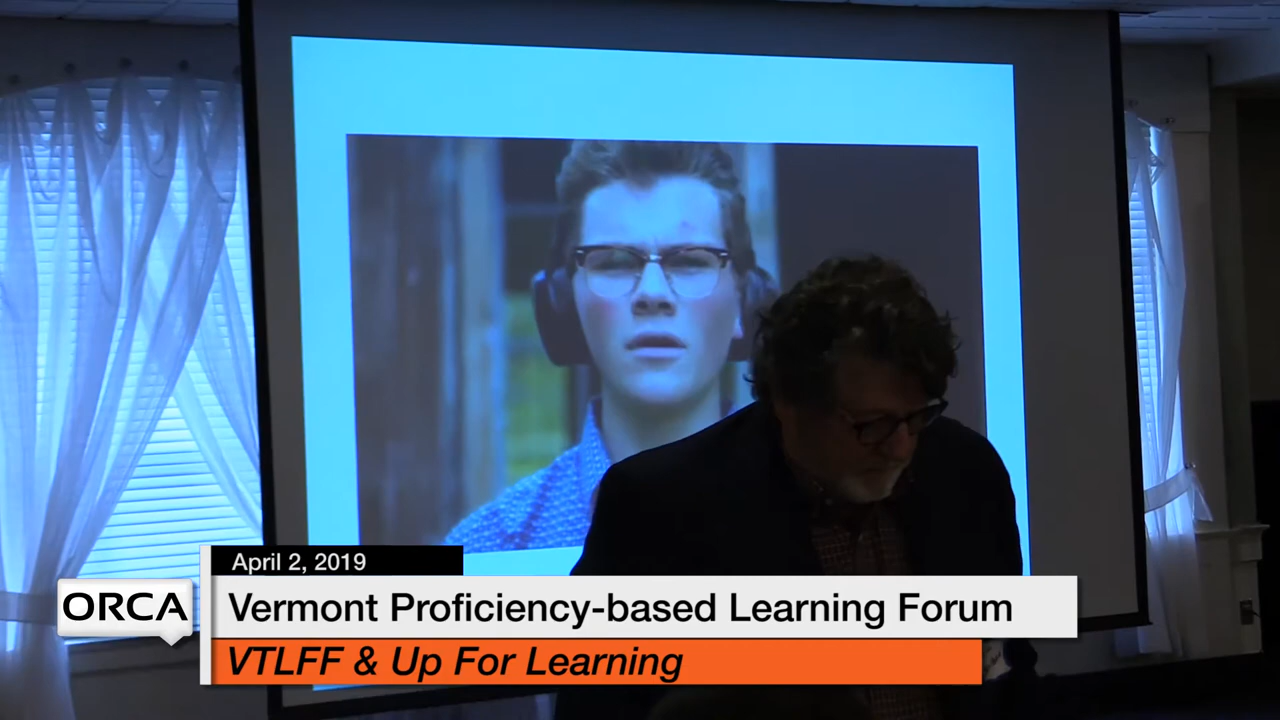 April 2, 2019
ORCA
Vermont Proficiency-based Learning Forum
VTLFF & Up For Learning